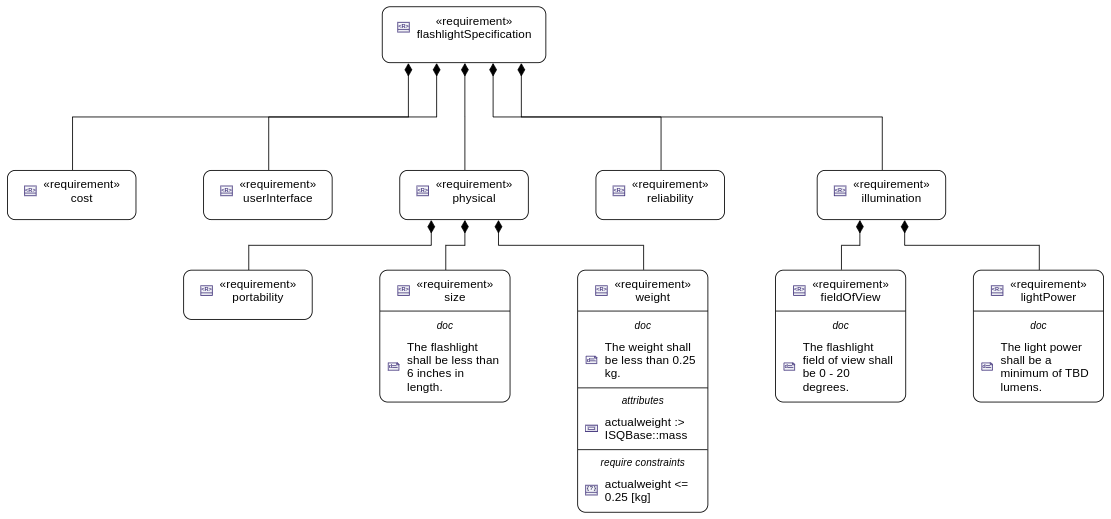 «requirement»
flashlightSpecification
«requirement»
cost
«requirement»
userInterface
«requirement»
physical
«requirement»
reliability
«requirement»
illumination
«requirement»
portability
«requirement»
size
doc
The flashlight
shall be less than
6 inches in
length.
«requirement»
weight
doc
The weight shall
be less than 0.25
kg.
attributes
actualweight :>
ISQBase::mass
require constraints
actualweight <=
0.25 [kg]
«requirement»
fieldOfView
doc
The flashlight
field of view shall
be 0 - 20
degrees.
«requirement»
lightPower
doc
The light power
shall be a
minimum of TBD
lumens.